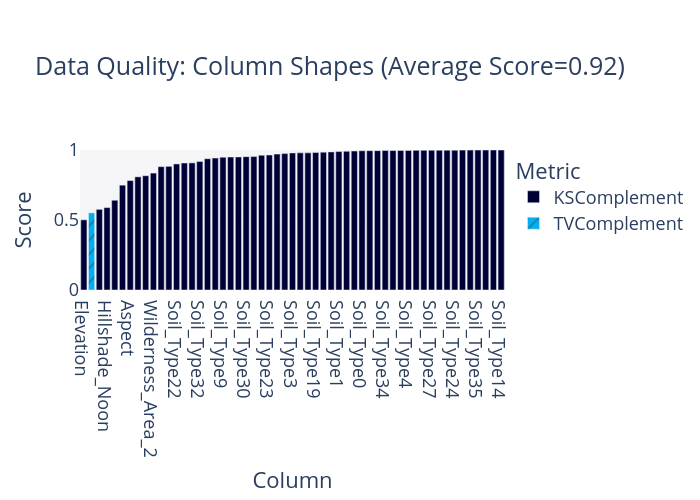 Data Quality: Column Shapes (Average Score=0.92)
1
0.5
0
Score
Elevation
Hillshade_Noon
Aspect
Wilderness_Area_2
Soil_Type22
Soil_Type32
Soil_Type9
Soil_Type30
Soil_Type23
Soil_Type3
Soil_Type19
Soil_Type1
Soil_Type0
Soil_Type34
Soil_Type4
Soil_Type27
Soil_Type24
Soil_Type35
Soil_Type14
Column
Metric
KSComplement
TVComplement